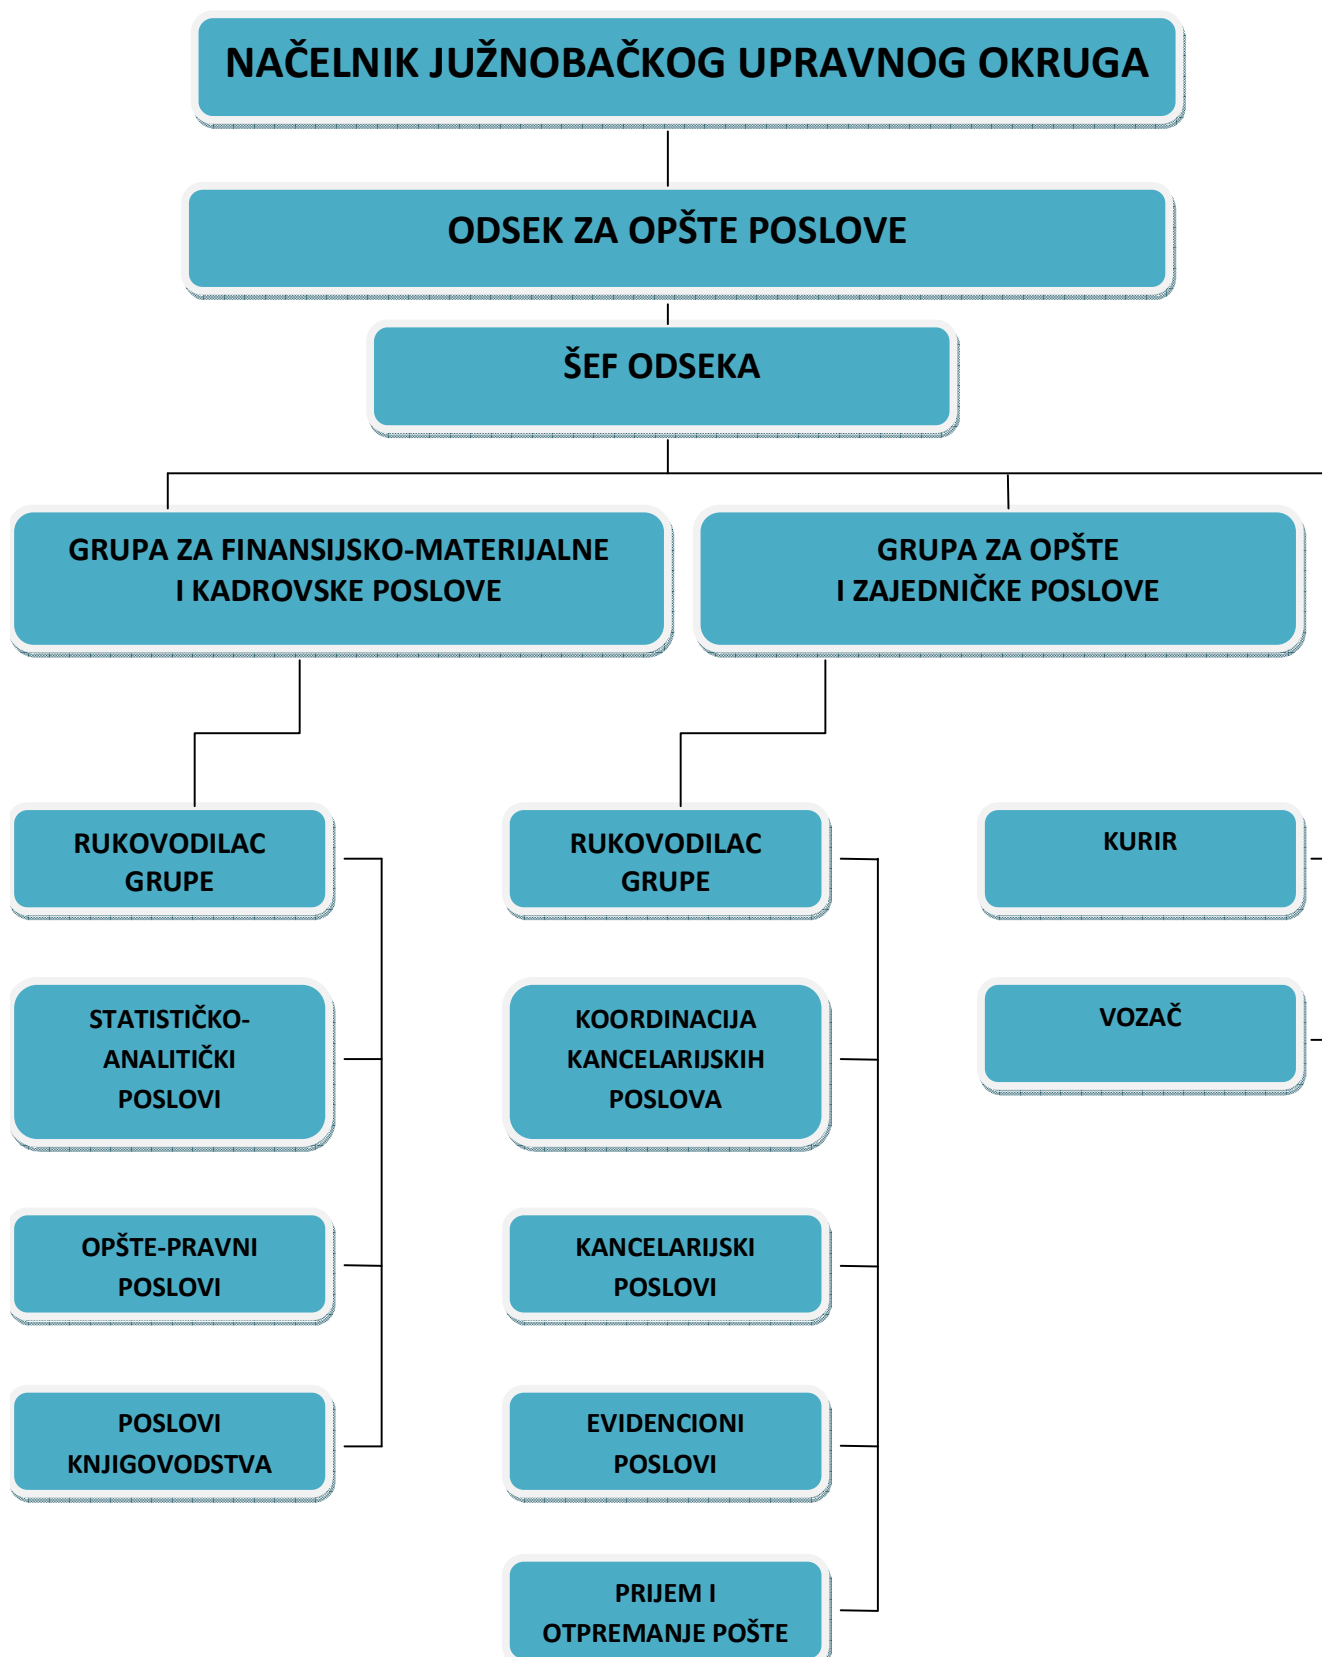 NAČELNIK JUŽNOBAČKOG UPRAVNOG OKRUGA
ODSEK ZA OPŠTE POSLOVE
ŠEF ODSEKA
GRUPA ZA FINANSIJSKO-MATERIJALNE
I KADROVSKE POSLOVE
GRUPA ZA OPŠTE
I ZAJEDNIČKE POSLOVE
RUKOVODILAC
GRUPE
RUKOVODILAC
GRUPE
KURIR
STATISTIČKO-
ANALITIČKI
POSLOVI
KOORDINACIJA
KANCELARIJSKIH
POSLOVA
VOZAČ
OPŠTE-PRAVNI
POSLOVI
KANCELARIJSKI
POSLOVI
POSLOVI
KNJIGOVODSTVA
EVIDENCIONI
POSLOVI
PRIJEM I
OTPREMANJE POŠTE